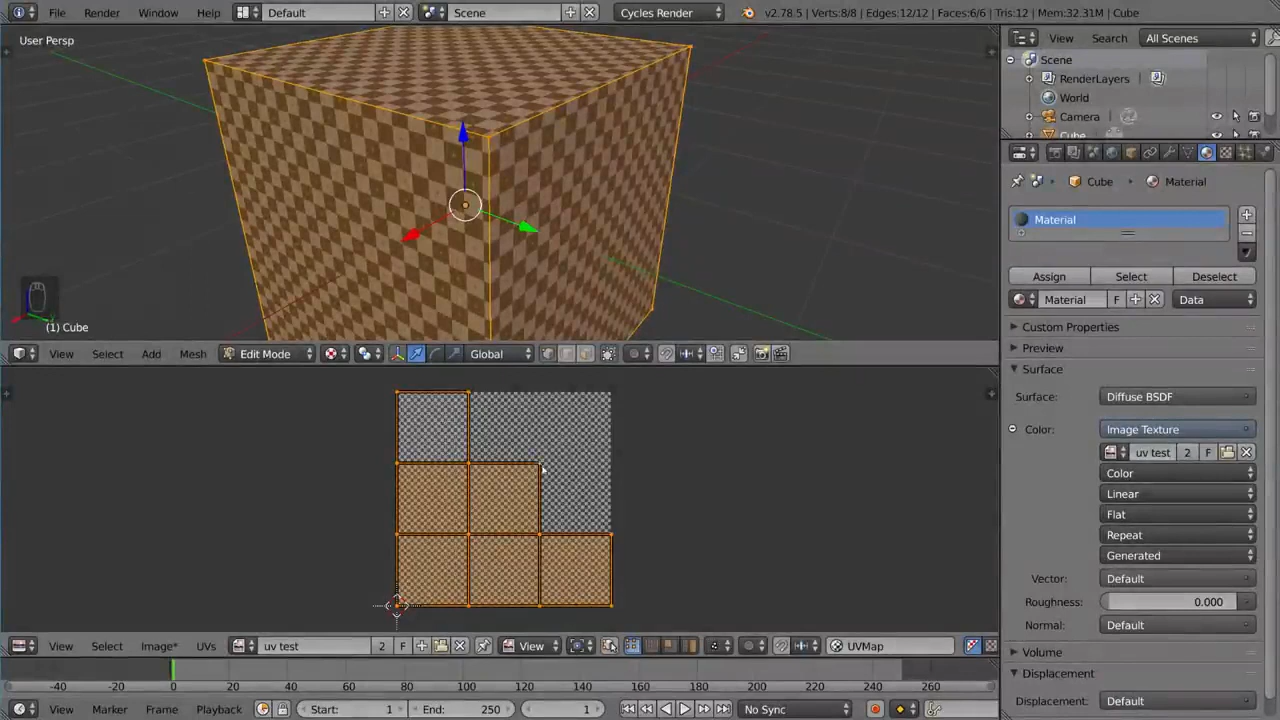 File Render Window Help Default Scene Cycles Render v2.78.5 | Verts:8/8 | Edges:12/12 | Faces:6/6 | Tris:12 | Mem:32.31M | Cube
User Persp
(1) Cube
View Select Add Mesh Edit Mode Global
View Select Image* UVs uv test 2 F View UVMap
-40 -20 0 20 40 60 80 100 120 140 160 180 200 220 240 260
View Marker Frame Playback Start: 1 End: 250 1 No Sync
View Search All Scenes
Scene
RenderLayers
World
Camera
Cube
Cube Material
Material
Assign Select Deselect
Material F Data
Custom Properties
Preview
Surface
Surface: Diffuse BSDF
Color: Image Texture
uv test 2 F
Color
Linear
Flat
Repeat
Generated
Vector: Default
Roughness: 0.000
Normal: Default
Volume
Displacement
Displacement: Default